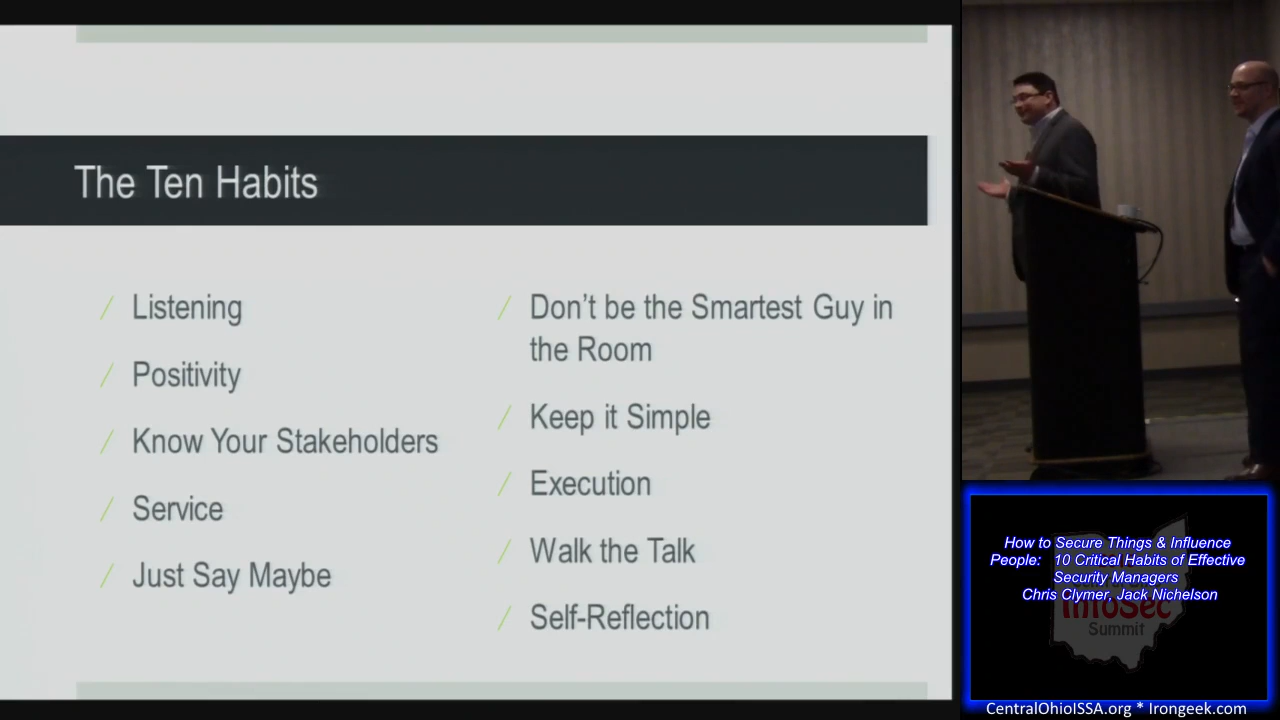 The Ten Habits
Listening
Positivity
Know Your Stakeholders
Service
Just Say Maybe
Don't be the Smartest Guy in
the Room
Keep it Simple
Execution
Walk the Talk
Self-Reflection
How to Secure Things & Influence
People: 10 Critical Habits of Effective
Security Managers
Chris Clymer, Jack Nichelson
InfoSec
Summit
CentralOhioISSA.org * Irongeek.com